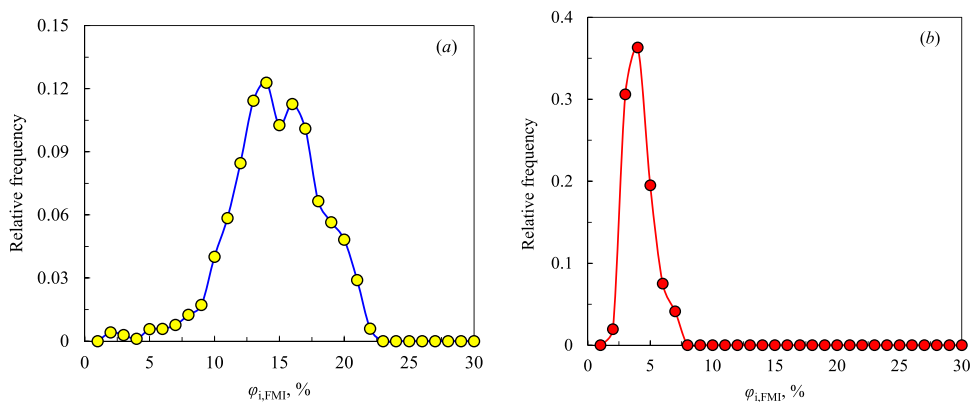 0.15
(a)
0.12
0.09
0.06
0.03
0
0 5 10 15 20 25 30
Relative frequency
φi,FMI, %
0.4
(b)
0.3
0.2
0.1
0
0 5 10 15 20 25 30
Relative frequency
φi,FMI, %